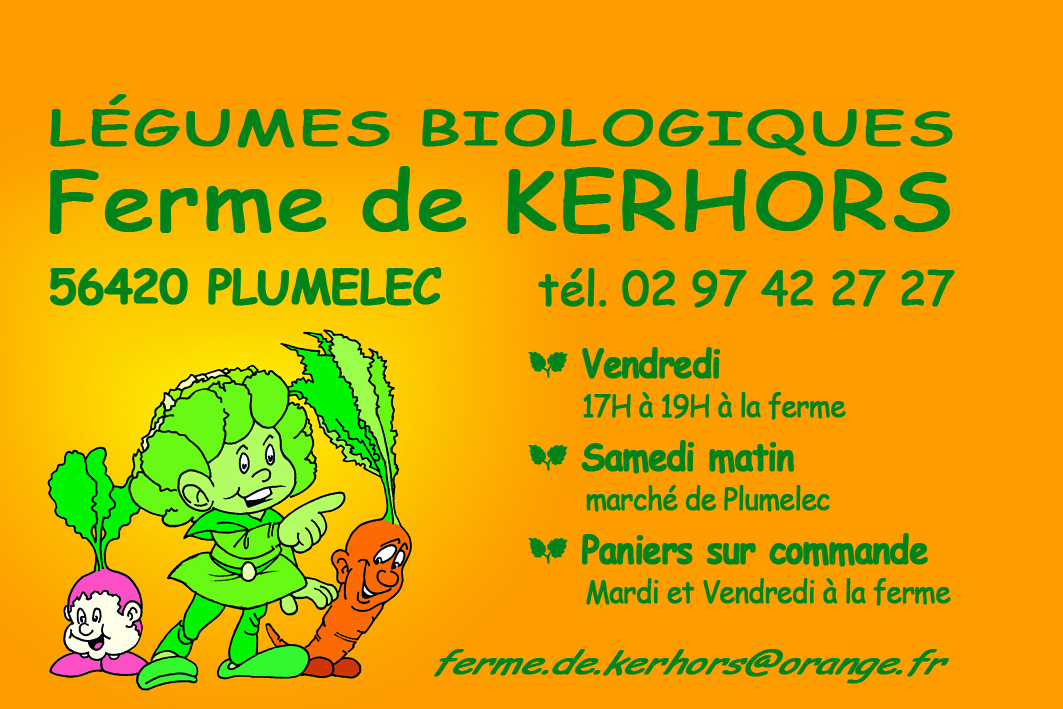 LÉGUMES BIOLOGIQUES
Ferme de KERHORS
56420 PLUMELEC
tél. 02 97 42 27 27
Vendredi
17H à 19H à la ferme
Samedi matin
marché de Plumelec
Paniers sur commande
Mardi et Vendredi à la ferme
ferme.de.kerhors@orange.fr